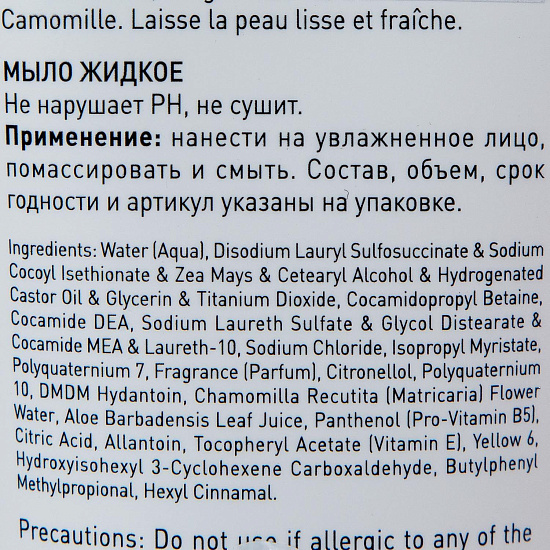 Camomille. Laisse la peau lisse et fraîche.
МЫЛО ЖИДКОЕ
Не нарушает PH, не сушит.
Применение: нанести на увлажненное лицо,
помассировать и смыть. Состав, объем, срок
годности и артикул указаны на упаковке.
Ingredients: Water (Aqua), Disodium Lauryl Sulfosuccinate & Sodium
Cocoyl Isethionate & Zea Mays & Cetearyl Alcohol & Hydrogenated
Castor Oil & Glycerin & Titanium Dioxide, Cocamidopropyl Betaine,
Cocamide DEA, Sodium Laureth Sulfate & Glycol Distearate &
Cocamide MEA & Laureth-10, Sodium Chloride, Isopropyl Myristate,
Polyquaternium 7, Fragrance (Parfum), Citronellol, Polyquaternium
10, DMDM Hydantoin, Chamomilla Recutita (Matricaria) Flower
Water, Aloe Barbadensis Leaf Juice, Panthenol (Pro-Vitamin B5),
Citric Acid, Allantoin, Tocopheryl Acetate (Vitamin E), Yellow 6,
Hydroxyisohexyl 3-Cyclohexene Carboxaldehyde, Butylphenyl
Methylpropional, Hexyl Cinnamal.
Precautions: Do not use if allergic to any of the